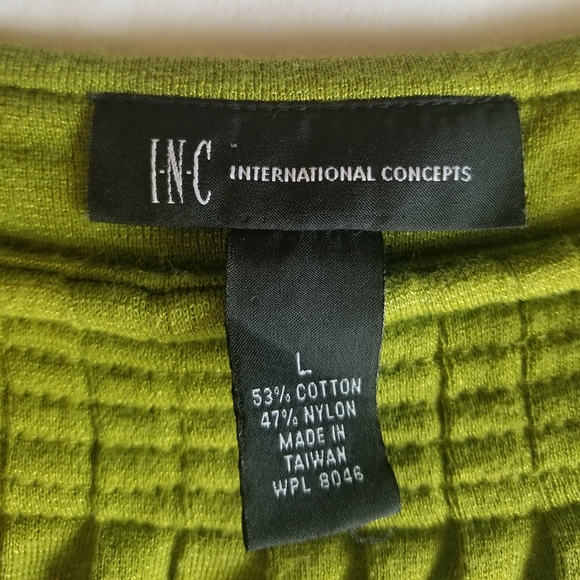 I·N·C INTERNATIONAL CONCEPTS
L
53% COTTON
47% NYLON
MADE IN
TAIWAN
WPL 8046